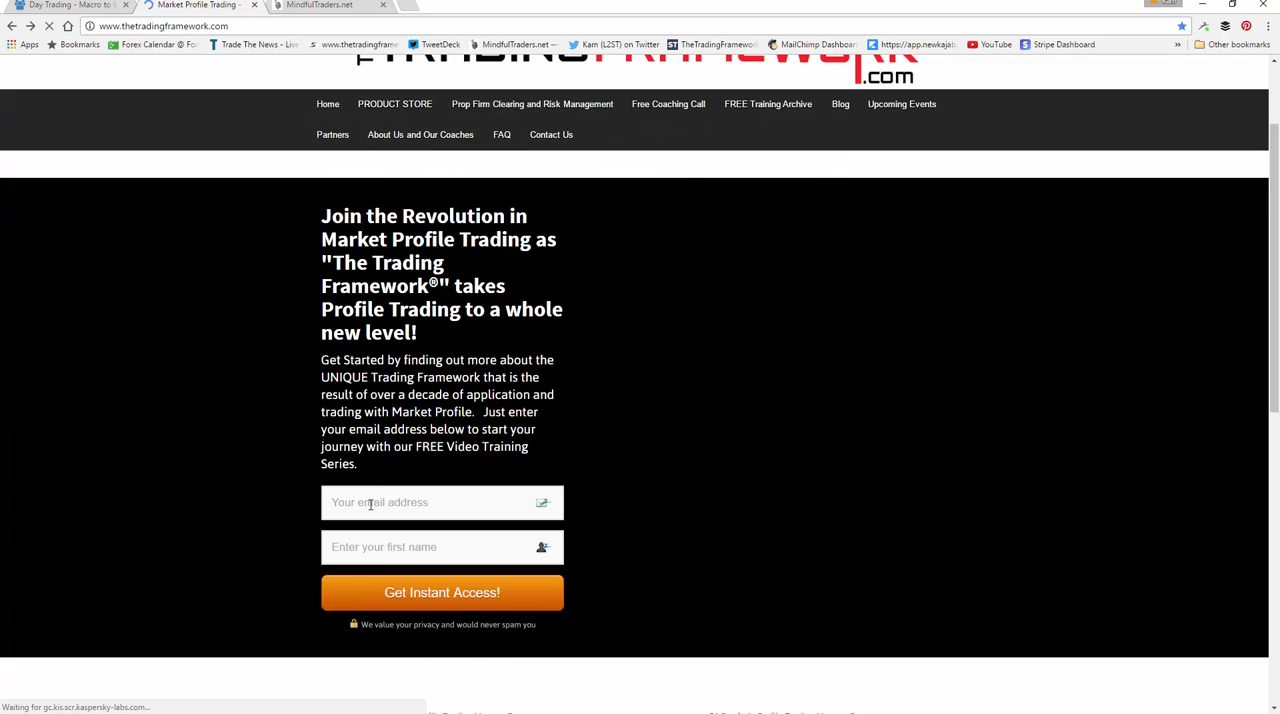 Day Trading - Macro to
Market Profile Trading -
MindfulTraders.net
www.thetradingframework.com
Apps
Bookmarks
Forex Calendar @ For
Trade The News - Live
www.thetradingfram
TweetDeck
MindfulTraders.net –
Kam (L2ST) on Twitter
TheTradingFramework
MailChimp Dashboard
https://app.newkajab
YouTube
Stripe Dashboard
»
Other bookmarks
TRADINGFRAMEWORK
.com
Home
PRODUCT STORE
Prop Firm Clearing and Risk Management
Free Coaching Call
FREE Training Archive
Blog
Upcoming Events
Partners
About Us and Our Coaches
FAQ
Contact Us
Join the Revolution in
Market Profile Trading as
"The Trading
Framework®" takes
Profile Trading to a whole
new level!
Get Started by finding out more about the
UNIQUE Trading Framework that is the
result of over a decade of application and
trading with Market Profile. Just enter
your email address below to start your
journey with our FREE Video Training
Series.
Your email address
Enter your first name
Get Instant Access!
We value your privacy and would never spam you
Waiting for gc.kis.scr.kaspersky-labs.com...